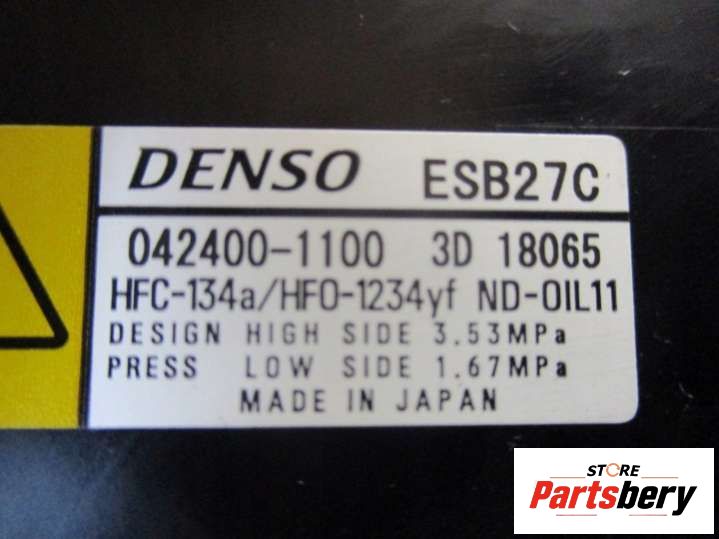 DENSO ESB27C
042400-1100 3D 18065
HFC-134a/HFO-1234yf ND-OIL11
DESIGN HIGH SIDE 3.53MPa
PRESS LOW SIDE 1.67MPa
MADE IN JAPAN
STORE
Partsbery